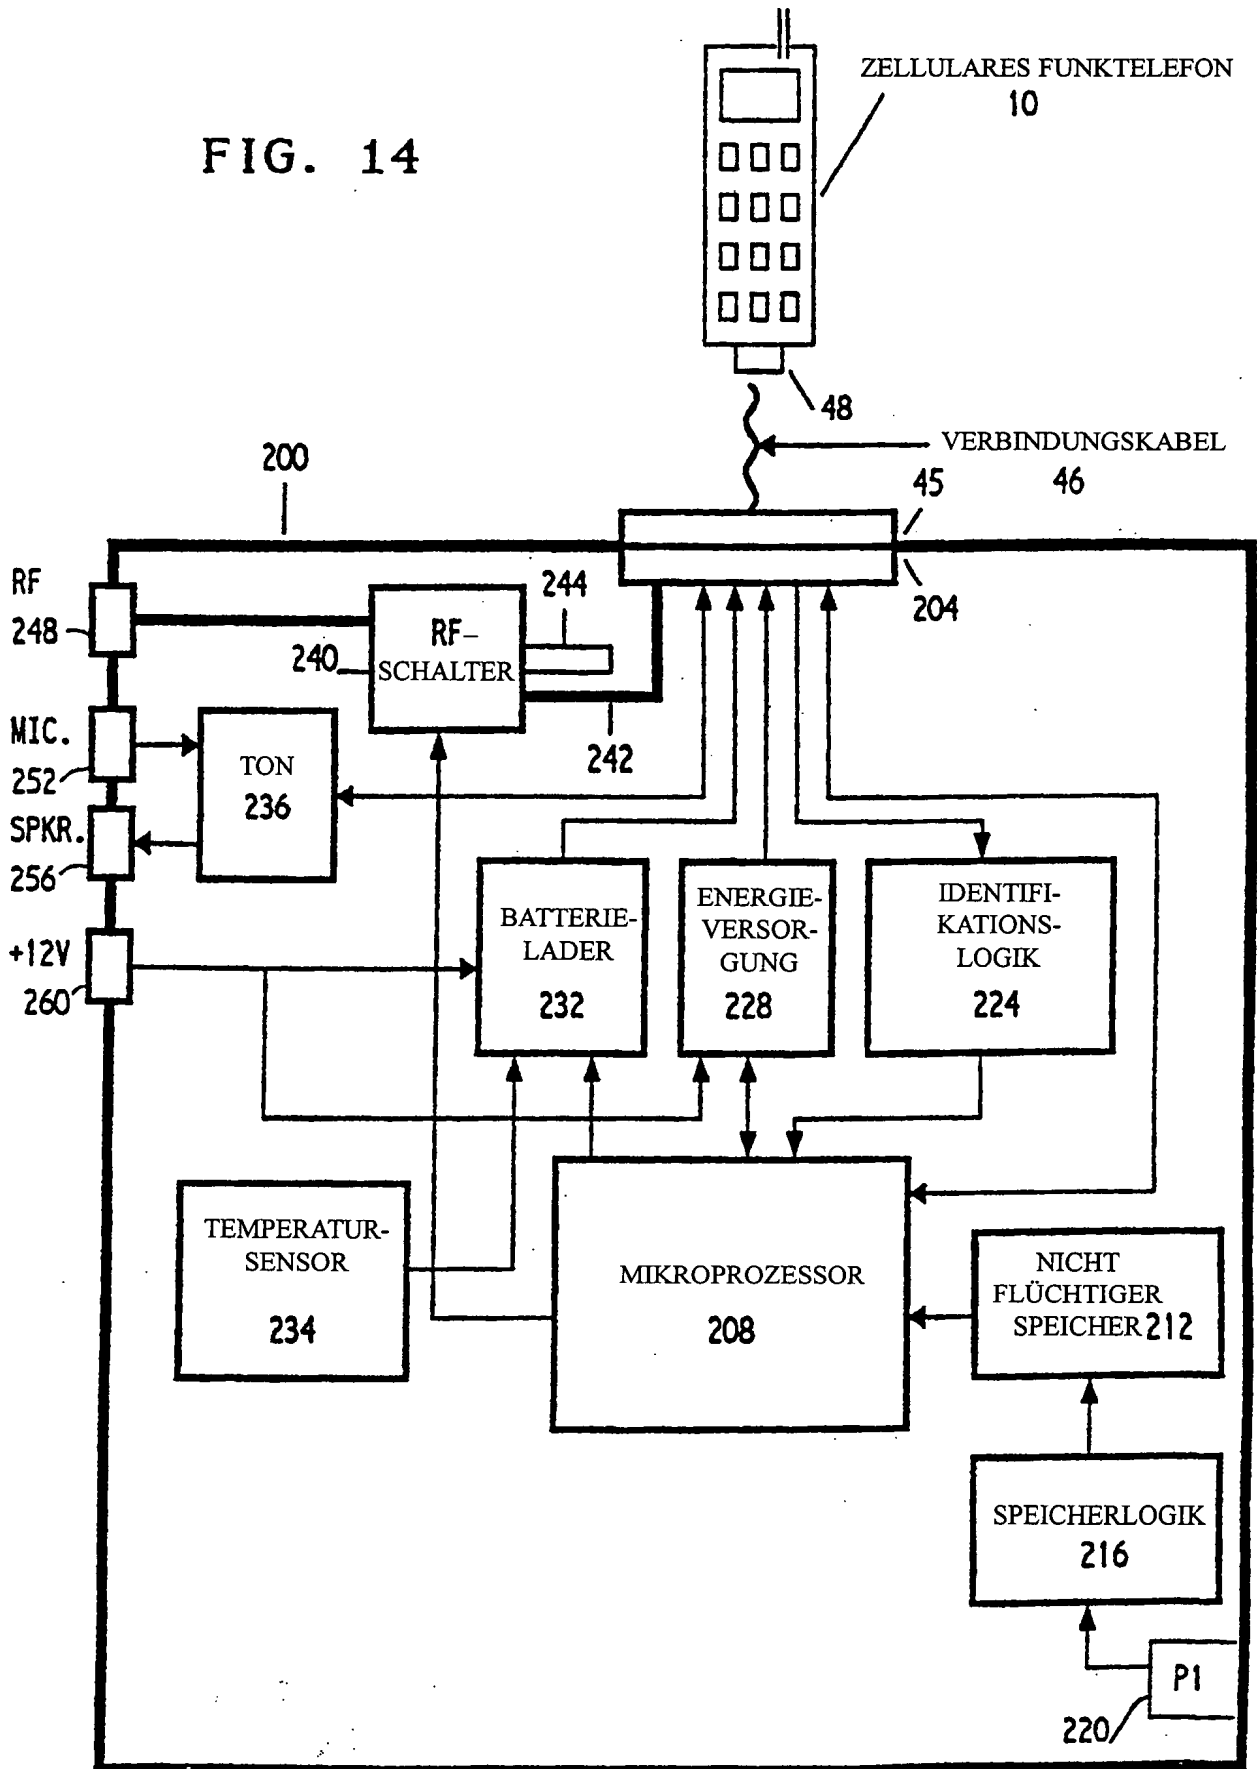 FIG. 14
ZELLULARES FUNKTELEFON
10
48
VERBINDUNGSKABEL
46
45
204
200
RF
248
RF-
SCHALTER
240
244
242
MIC.
252
TON
236
SPKR.
256
+12V
260
BATTERIE-
LADER
232
ENERGIE-
VERSOR-
GUNG
228
IDENTIFI-
KATIONS-
LOGIK
224
TEMPERATUR-
SENSOR
234
MIKROPROZESSOR
208
NICHT
FLÜCHTIGER
SPEICHER 212
SPEICHERLOGIK
216
P1
220